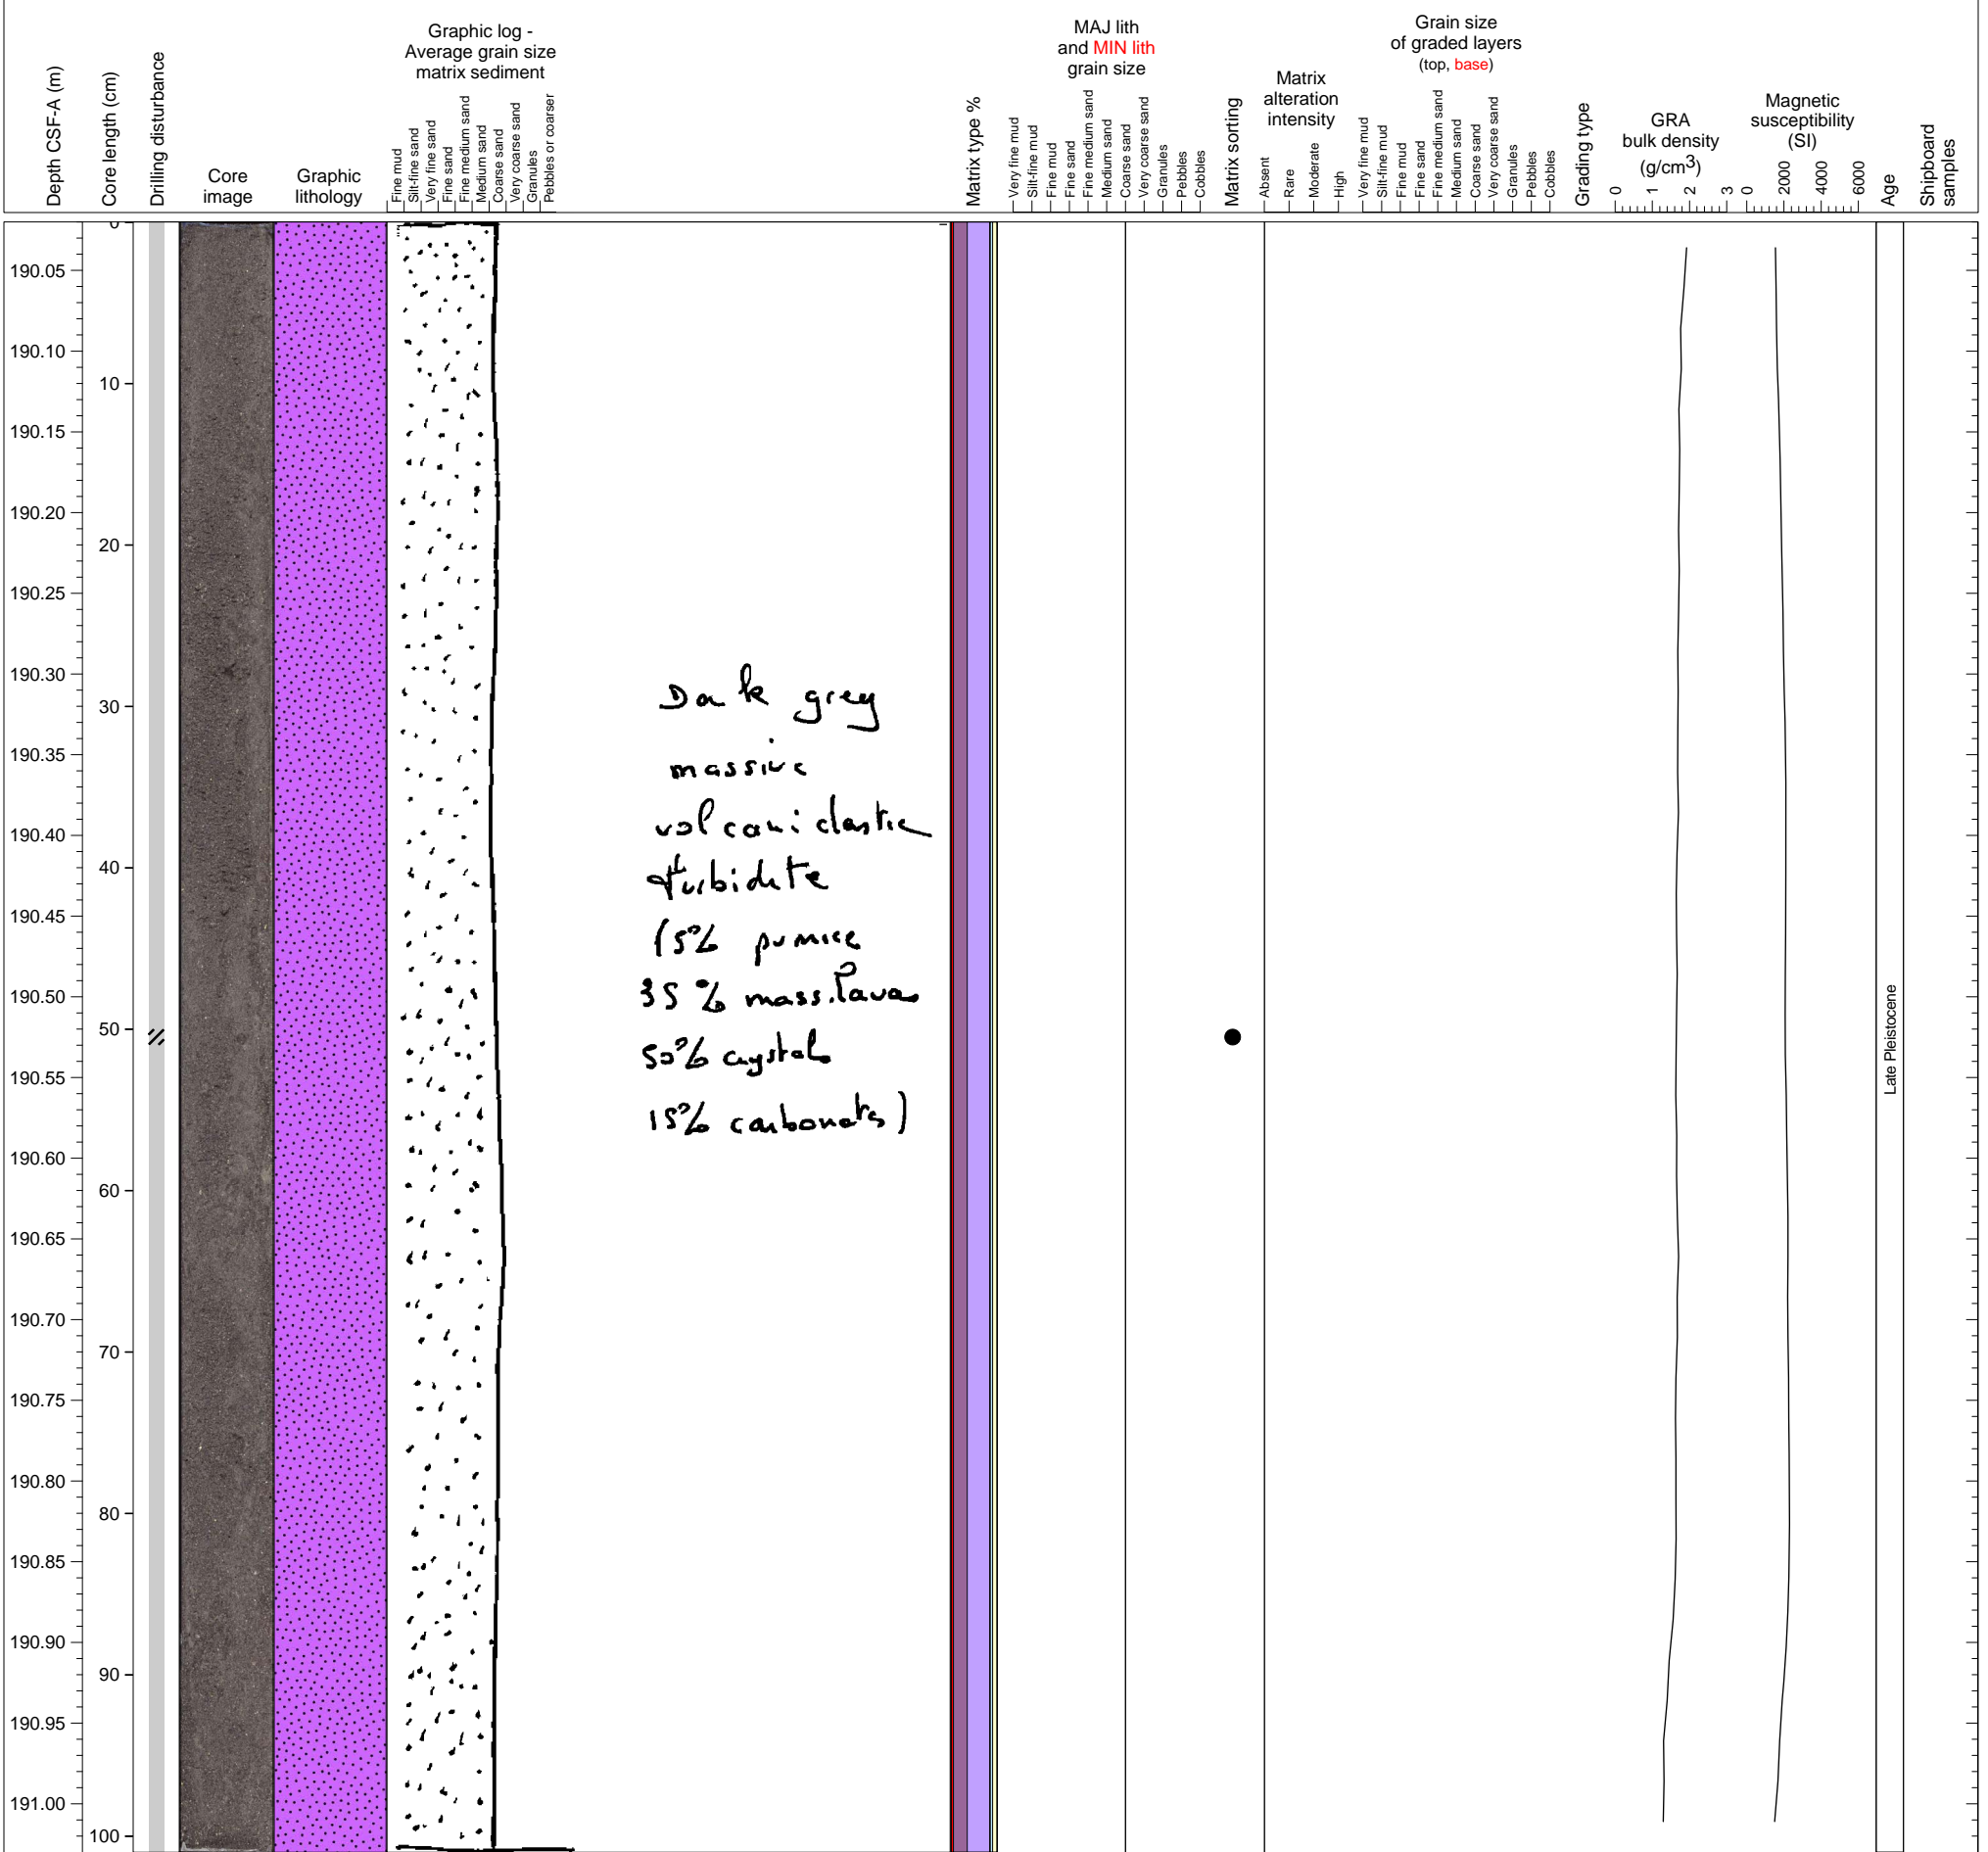 Depth CSF-A (m)
Core length (cm)
Drilling disturbance
Core
image
Graphic
lithology
Graphic log -
Average grain size
matrix sediment
Fine mud
Silt-fine sand
Very fine sand
Fine sand
Fine medium sand
Medium sand
Coarse sand
Very coarse sand
Granules
Pebbles or coarser
Matrix type %
MAJ lith
and MIN lith
grain size
Very fine mud
Silt-fine mud
Fine mud
Fine sand
Fine medium sand
Medium sand
Coarse sand
Very coarse sand
Granules
Pebbles
Cobbles
Matrix sorting
Matrix
alteration
intensity
Absent
Rare
Moderate
High
Grain size
of graded layers
(top, base)
Very fine mud
Silt-fine mud
Fine mud
Fine sand
Fine medium sand
Medium sand
Coarse sand
Very coarse sand
Granules
Pebbles
Cobbles
Grading type
GRA
bulk density
(g/cm3)
0 1 2 3
Magnetic
susceptibility
(SI)
0 2000 4000 6000
Age
Shipboard
samples
190.05
190.10
190.15
190.20
190.25
190.30
190.35
190.40
190.45
190.50
190.55
190.60
190.65
190.70
190.75
190.80
190.85
190.90
190.95
191.00
0
10
20
30
40
50
60
70
80
90
100
Dark grey
massive
volcaniclastic
turbidite
(5% pumice
35% mass. lava
50% crystals
15% carbonats)
Late Pleistocene